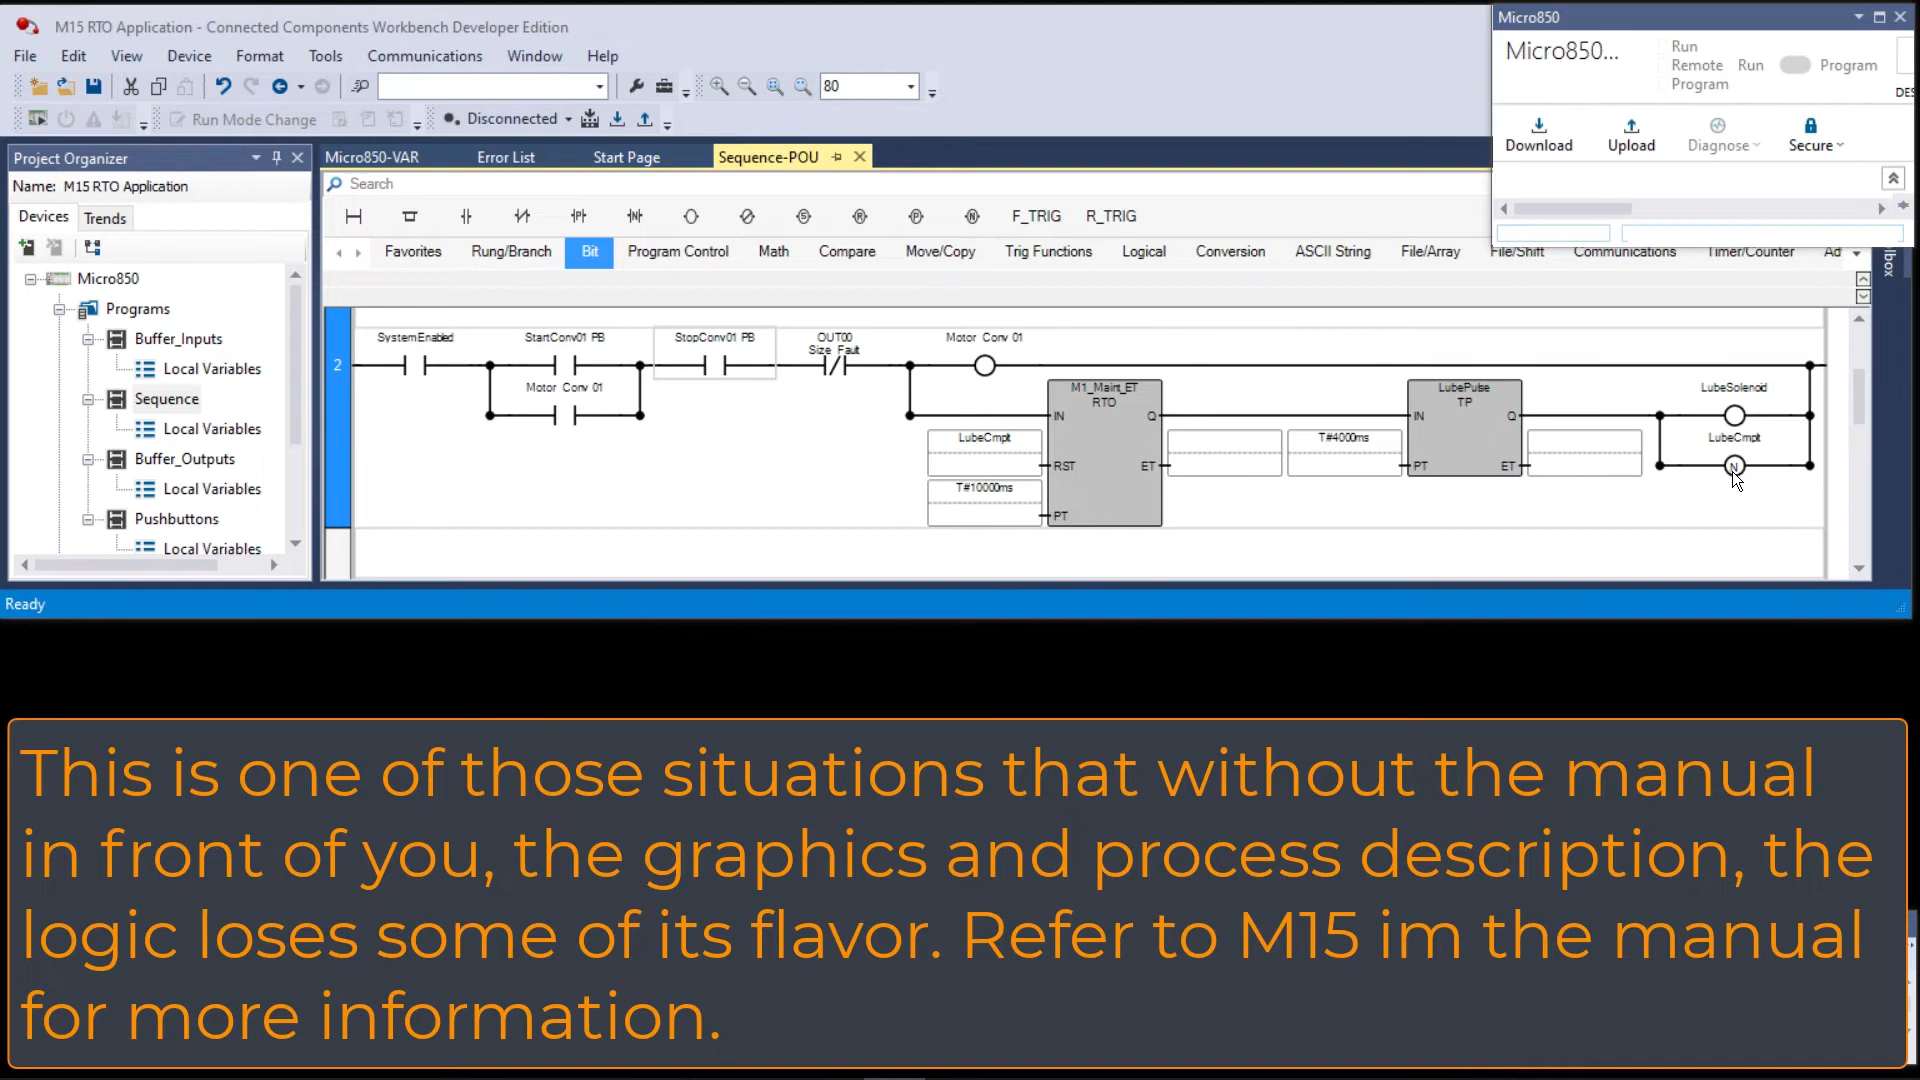 M15 RTO Application - Connected Components Workbench Developer Edition
File Edit View Device Format Tools Communications Window Help
80
Run Mode Change Disconnected
Micro850
Micro850...
Run
Remote Run Program
Program
DES
Download Upload Diagnose Secure
Project Organizer
Name: M15 RTO Application
Devices Trends
Micro850
Programs
Buffer_Inputs
Local Variables
Sequence
Local Variables
Buffer_Outputs
Local Variables
Pushbuttons
Local Variables
Micro850-VAR Error List Start Page Sequence-POU
Search
F_TRIG R_TRIG
Favorites Rung/Branch Bit Program Control Math Compare Move/Copy Trig Functions Logical Conversion ASCII String File/Array File/Shift Communications Timer/Counter Ad
lbox
2
SystemEnabled StartConv01 PB StopConv01 PB OUT00 Motor Conv 01
Size Faut
Motor Conv 01 M1_Maint_ET LubePulse LubeSolenoid
RTO TP
IN Q IN Q
LubeCmpt T#4000ms LubeCmpt
RST ET PT ET N
T#10000ms
PT
Ready
This is one of those situations that without the manual
in front of you, the graphics and process description, the
logic loses some of its flavor. Refer to M15 im the manual
for more information.